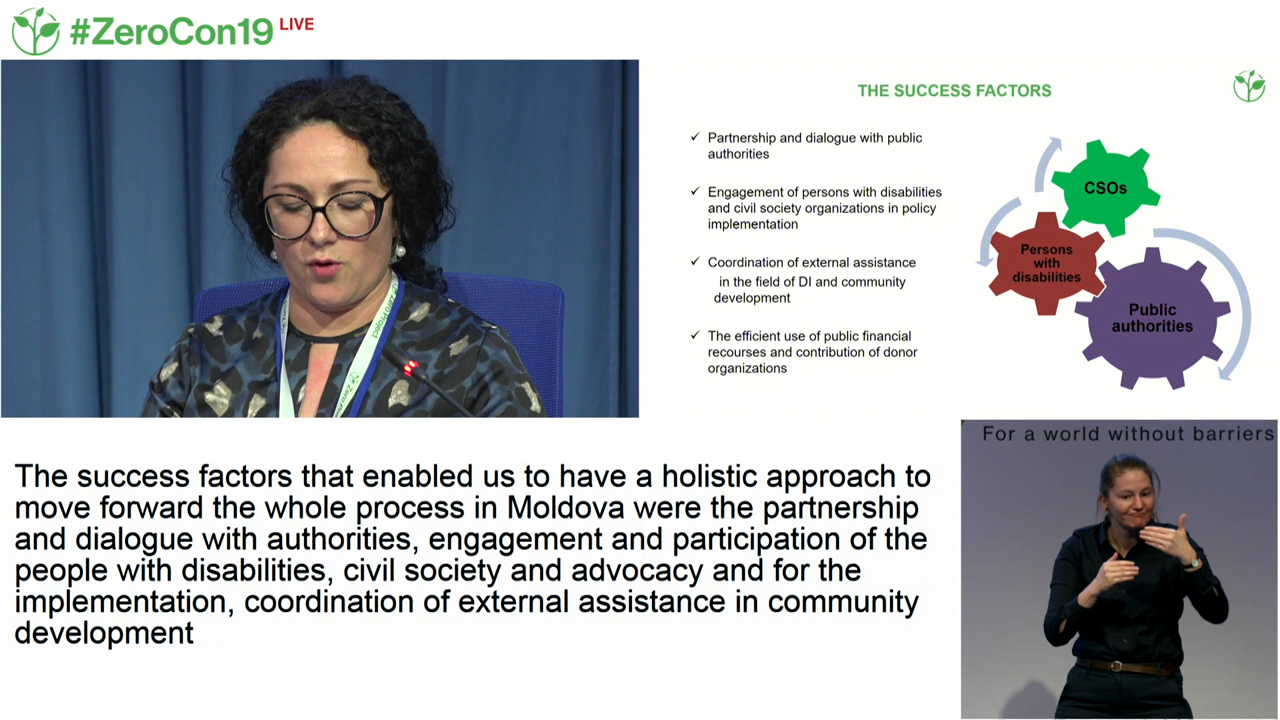 #ZeroCon19 LIVE
THE SUCCESS FACTORS
✓ Partnership and dialogue with public
authorities
✓ Engagement of persons with disabilities
and civil society organizations in policy
implementation
✓ Coordination of external assistance
in the field of DI and community
development
✓ The efficient use of public financial
recourses and contribution of donor
organizations
CSOs
Persons
with
disabilities
Public
authorities
Zero Project
The success factors that enabled us to have a holistic approach to
move forward the whole process in Moldova were the partnership
and dialogue with authorities, engagement and participation of the
people with disabilities, civil society and advocacy and for the
implementation, coordination of external assistance in community
development
For a world without barriers